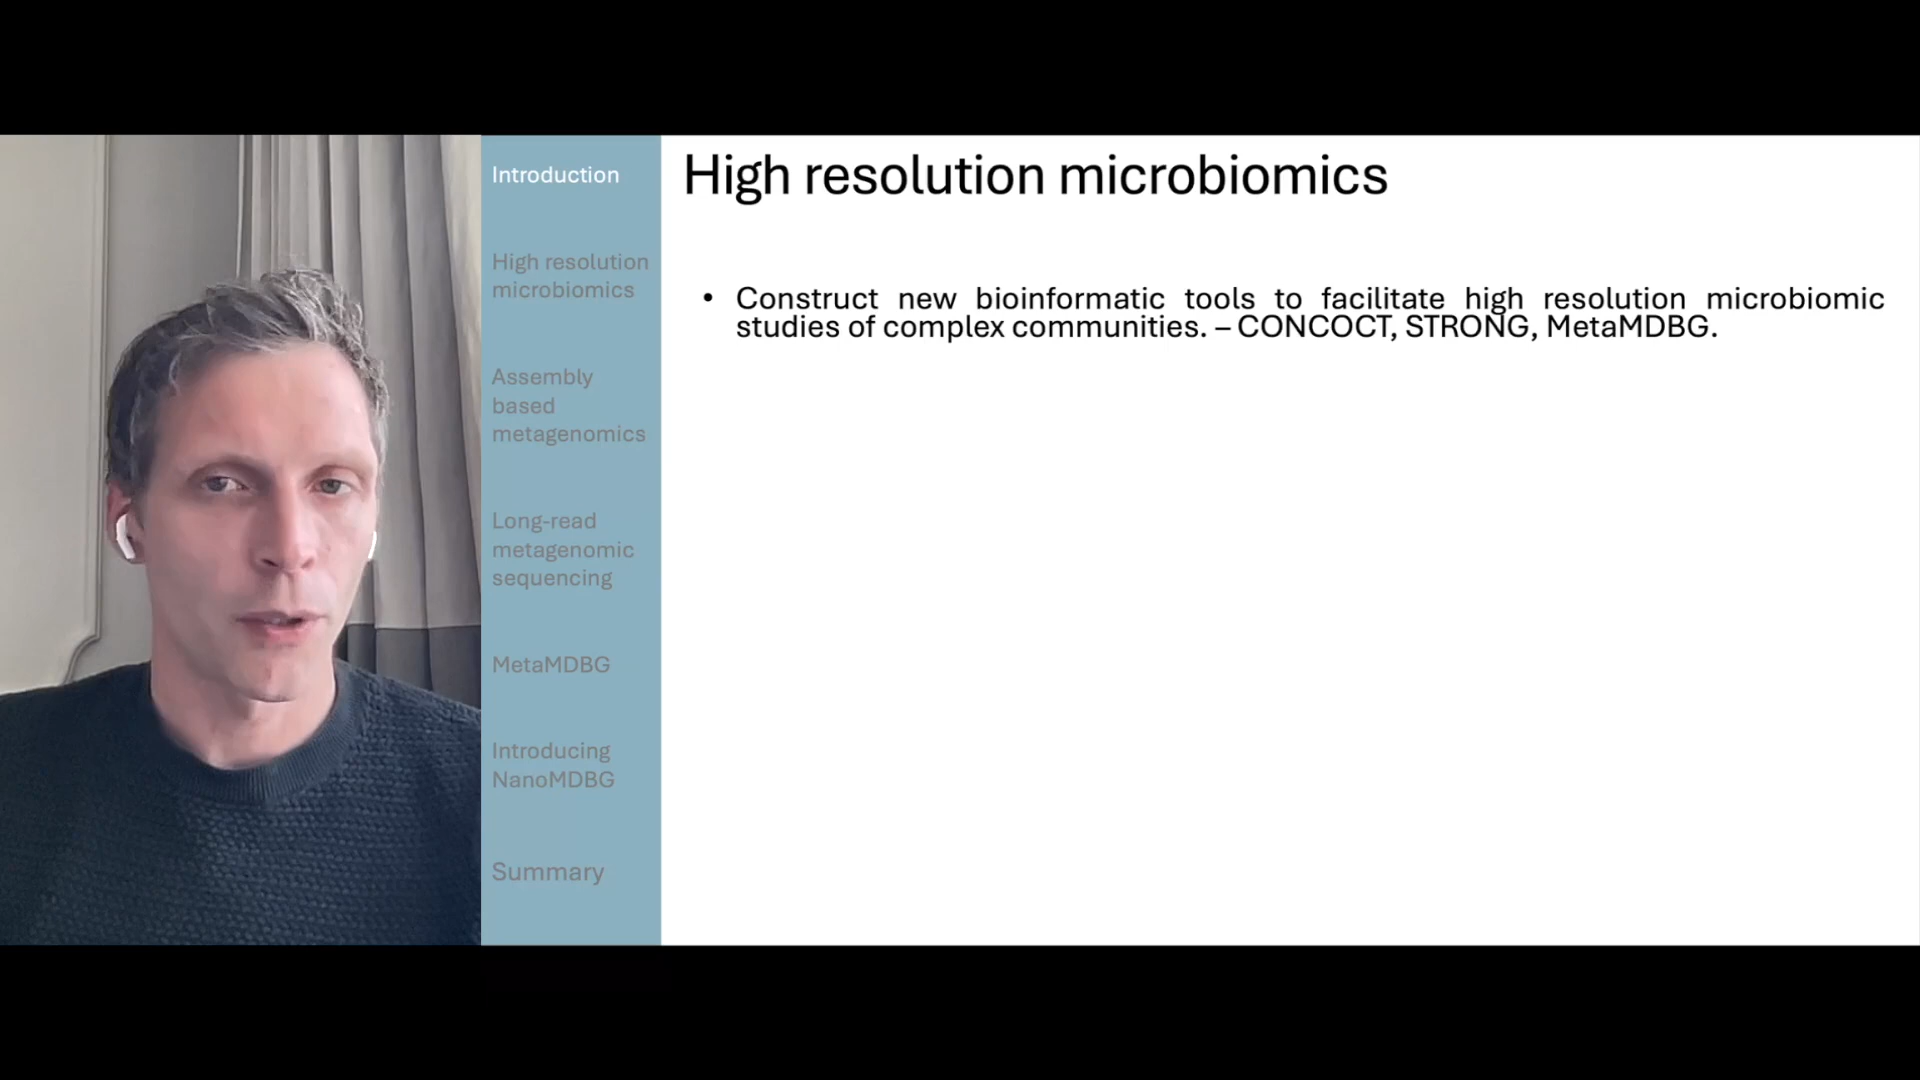 Introduction
High resolution
microbiomics
Assembly
based
metagenomics
Long-read
metagenomic
sequencing
MetaMDBG
Introducing
NanoMDBG
Summary
High resolution microbiomics
• Construct new bioinformatic tools to facilitate high resolution microbiomic
studies of complex communities. – CONCOCT, STRONG, MetaMDBG.